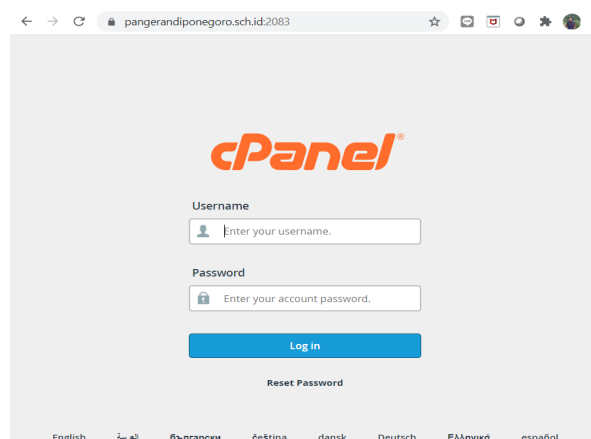 pangerandiponegoro.sch.id:2083
cPanel®
Username
Enter your username.
Password
Enter your account password.
Log in
Reset Password
English العربية български čeština dansk Deutsch Ελληνικά español